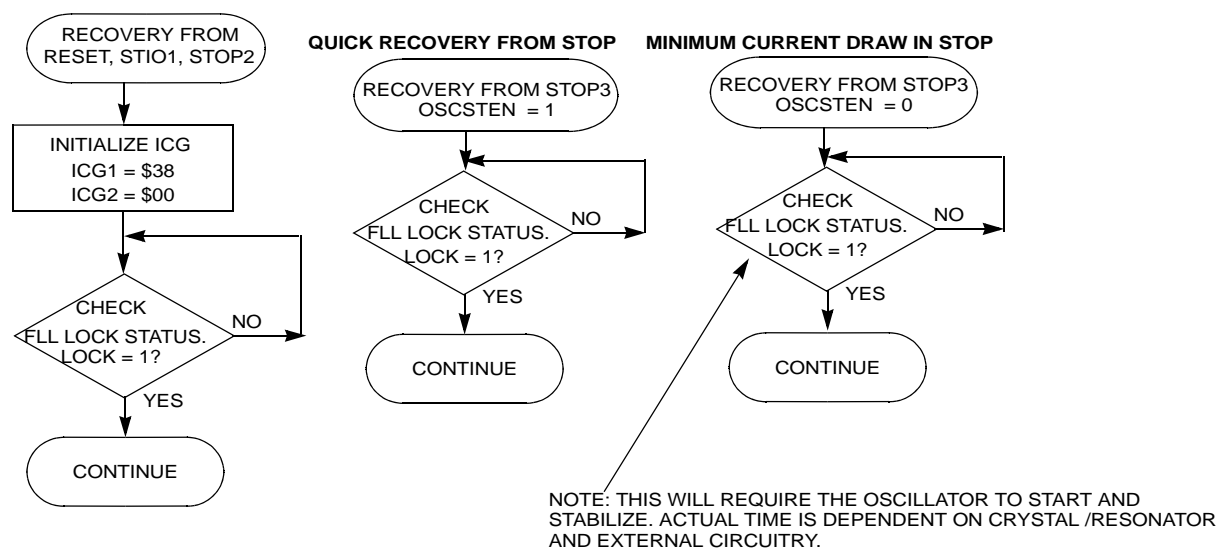 RECOVERY FROM
RESET, STIO1, STOP2
INITIALIZE ICG
ICG1 = $38
ICG2 = $00
CHECK
FLL LOCK STATUS.
LOCK = 1?
NO
YES
CONTINUE
QUICK RECOVERY FROM STOP
RECOVERY FROM STOP3
OSCSTEN = 1
CHECK
FLL LOCK STATUS.
LOCK = 1?
NO
YES
CONTINUE
MINIMUM CURRENT DRAW IN STOP
RECOVERY FROM STOP3
OSCSTEN = 0
CHECK
FLL LOCK STATUS.
LOCK = 1?
NO
YES
CONTINUE
NOTE: THIS WILL REQUIRE THE OSCILLATOR TO START AND
STABILIZE. ACTUAL TIME IS DEPENDENT ON CRYSTAL /RESONATOR
AND EXTERNAL CIRCUITRY.